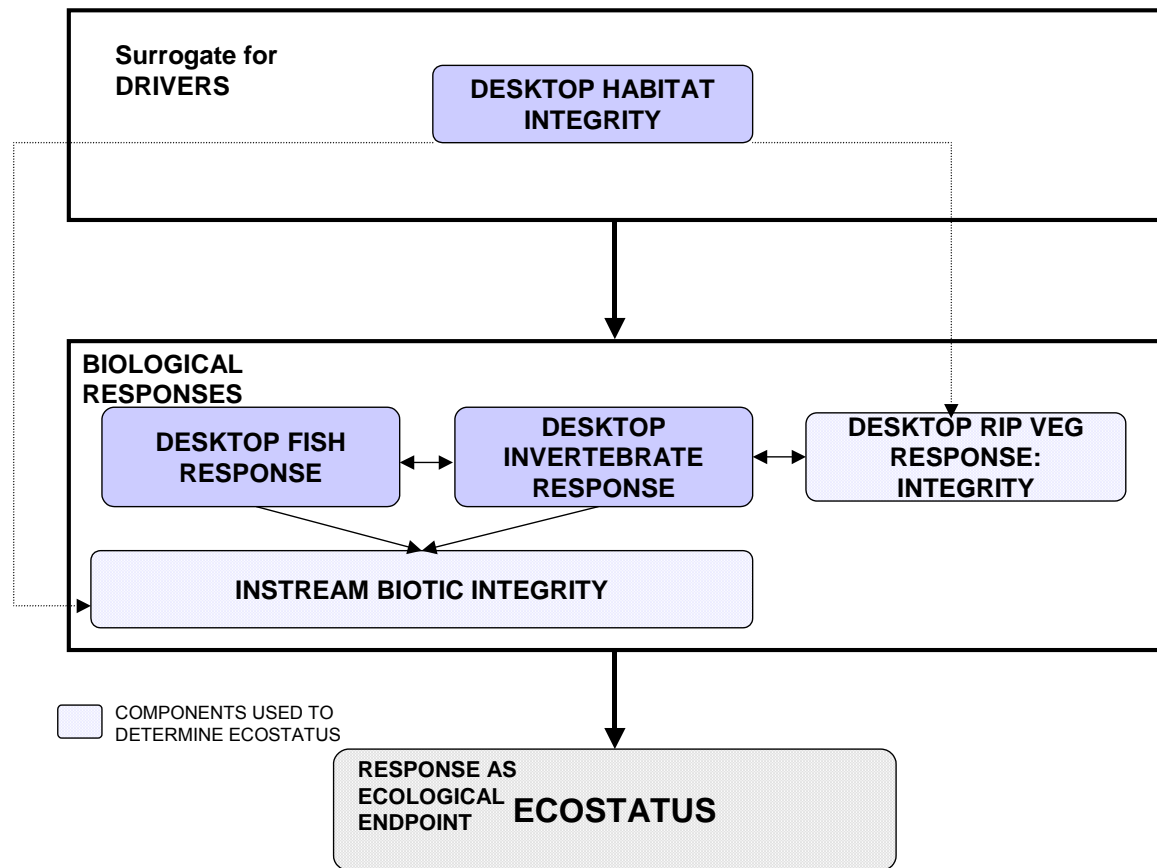 Surrogate for
DRIVERS
DESKTOP HABITAT
INTEGRITY
BIOLOGICAL
RESPONSES
DESKTOP FISH
RESPONSE
DESKTOP
INVERTEBRATE
RESPONSE
DESKTOP RIP VEG
RESPONSE:
INTEGRITY
INSTREAM BIOTIC INTEGRITY
COMPONENTS USED TO
DETERMINE ECOSTATUS
RESPONSE AS
ECOLOGICAL
ENDPOINT
ECOSTATUS